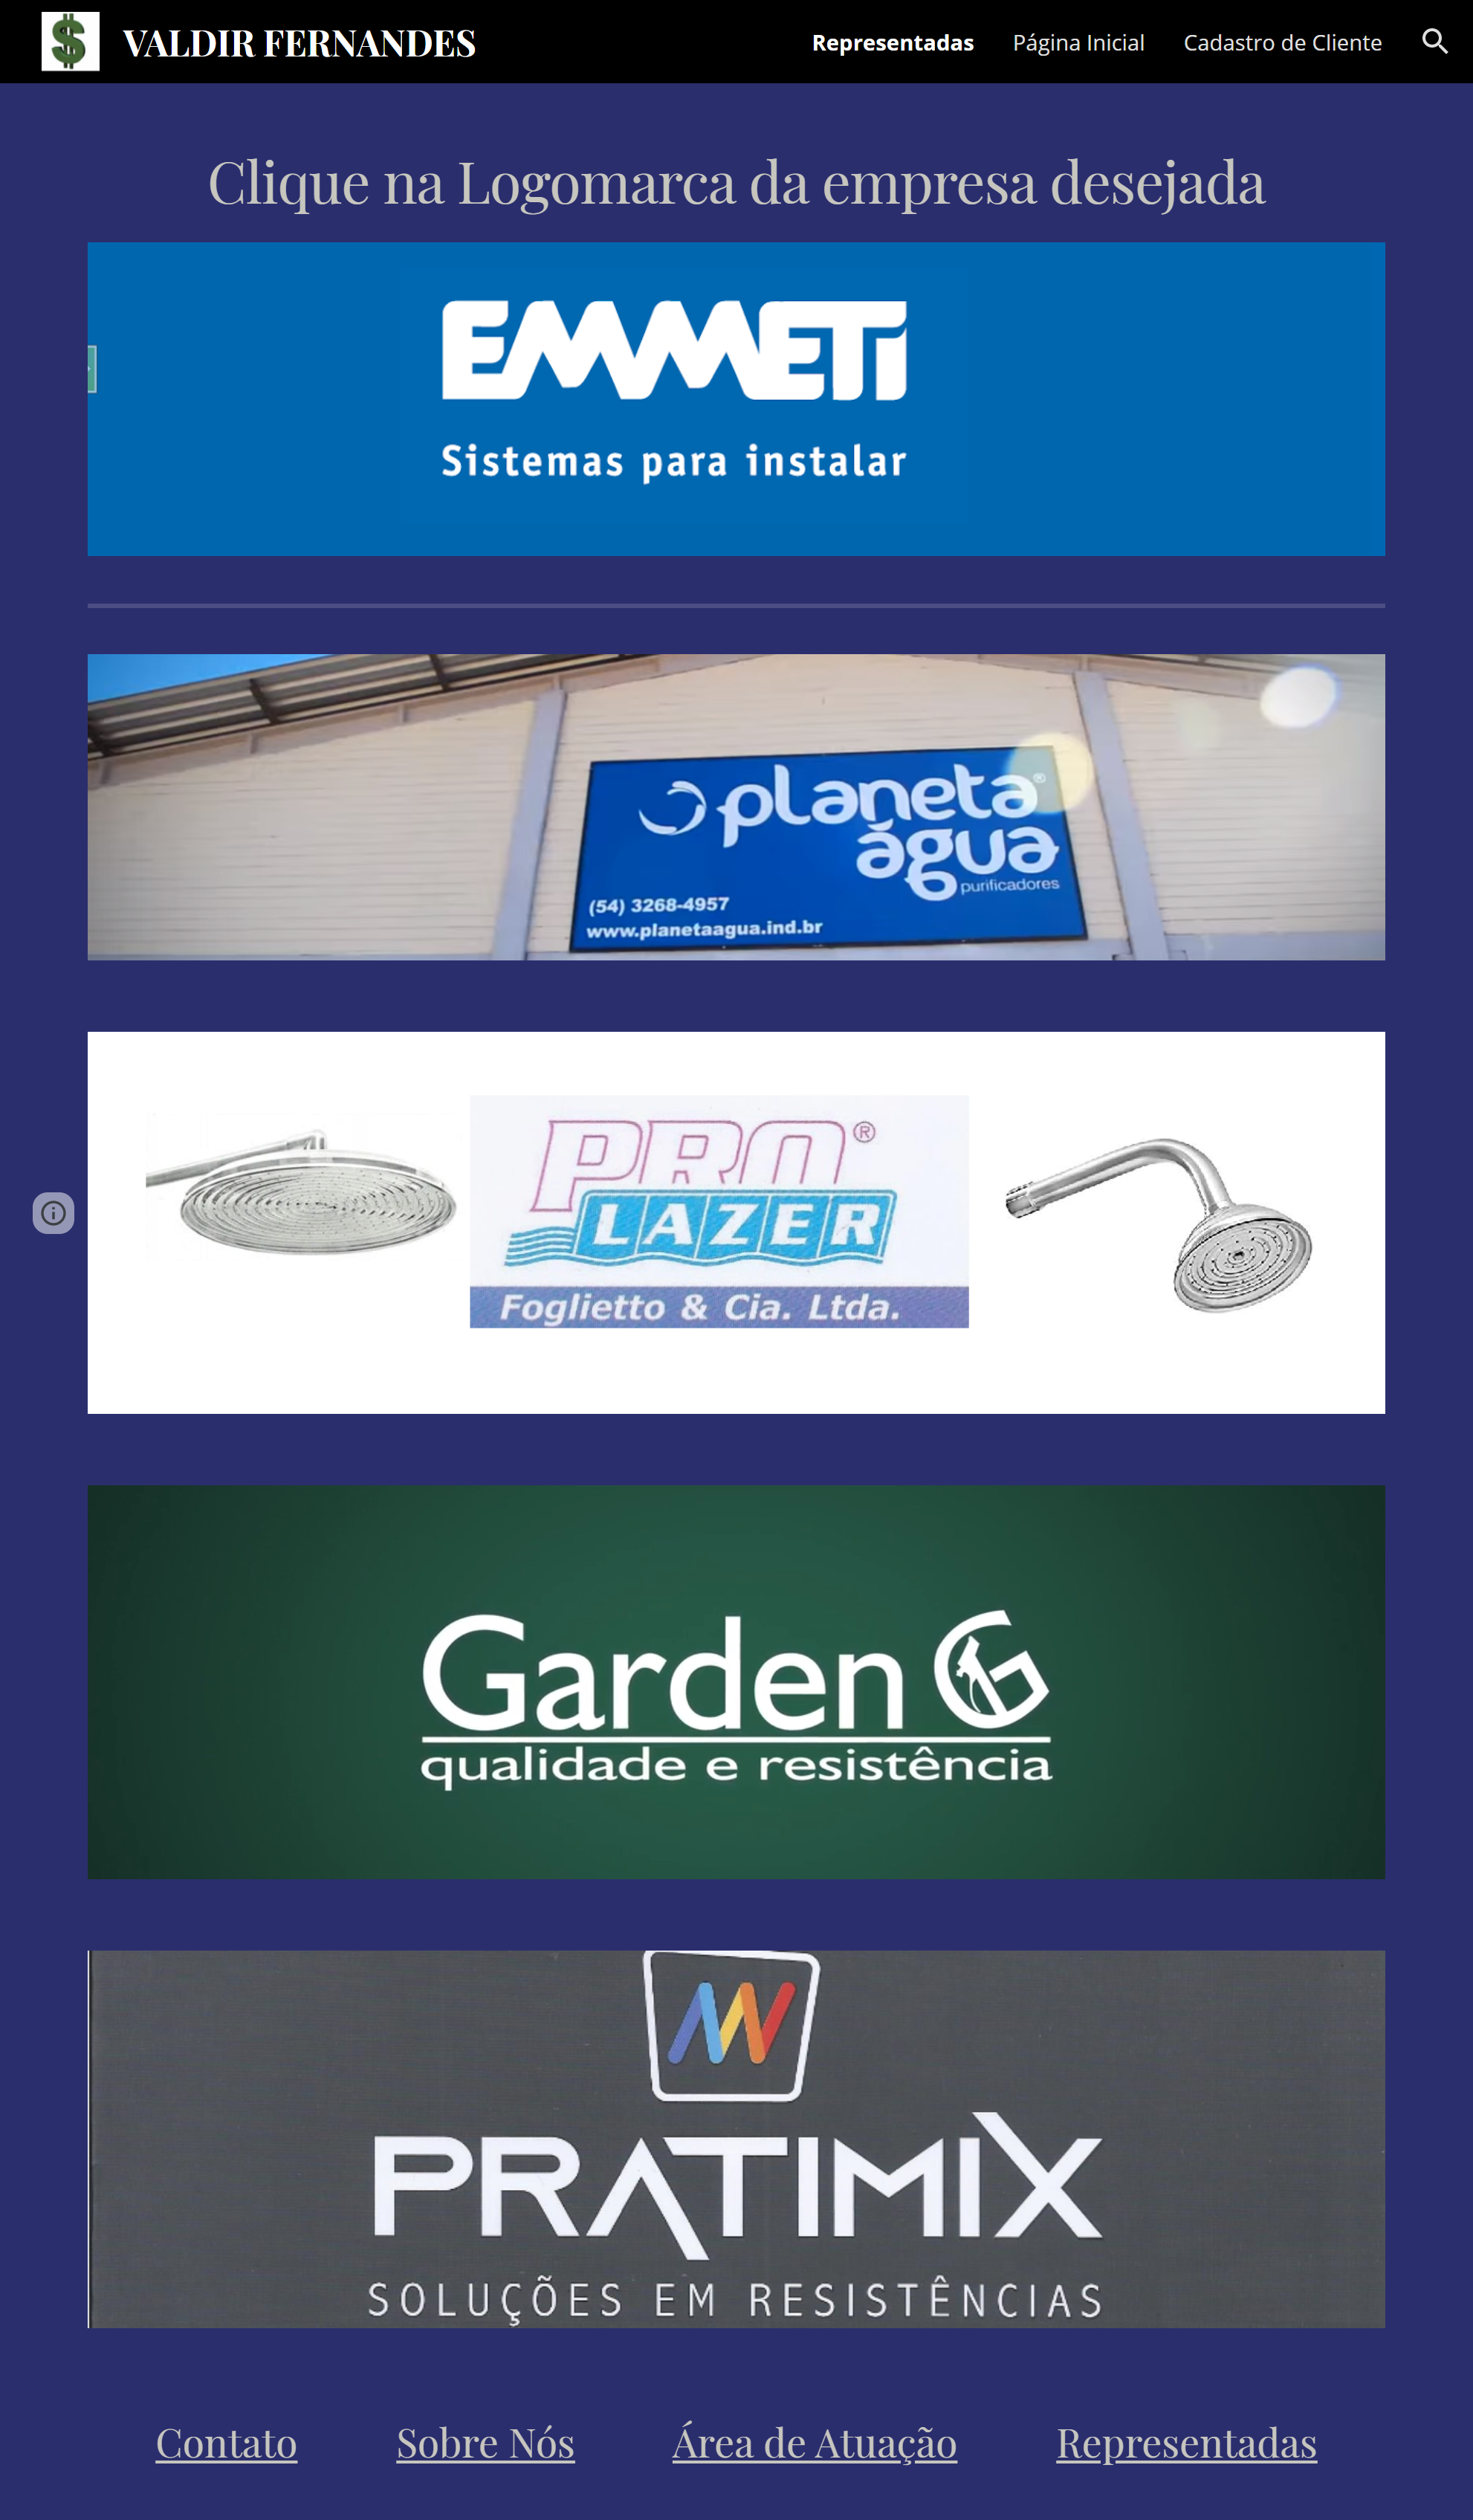 VALDIR FERNANDES
Representadas
Página Inicial
Cadastro de Cliente
Clique na Logomarca da empresa desejada
EMMETI
Sistemas para instalar
planeta®
água
purificadores
(54) 3268-4957
www.planetaagua.ind.br
PRO®
LAZER
Foglietto & Cia. Ltda.
Garden G
qualidade e resistência
PRATIMIX
SOLUÇÕES EM RESISTÊNCIAS
Contato
Sobre Nós
Área de Atuação
Representadas